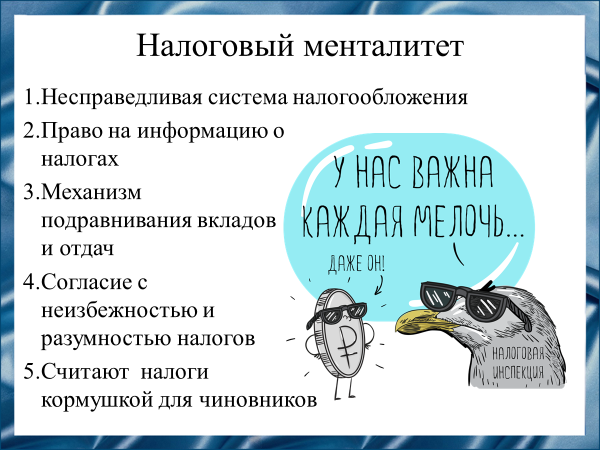 Налоговый менталитет
1.Несправедливая система налогообложения
2.Право на информацию о
налогах
3.Механизм
подравнивания вкладов
и отдач
4.Согласие с
неизбежностью и
разумностью налогов
5.Считают налоги
кормушкой для чиновников
У НАС ВАЖНА
КАЖДАЯ МЕЛОЧЬ...
ДАЖЕ ОН!
₽
НАЛОГОВАЯ
ИНСПЕКЦИЯ